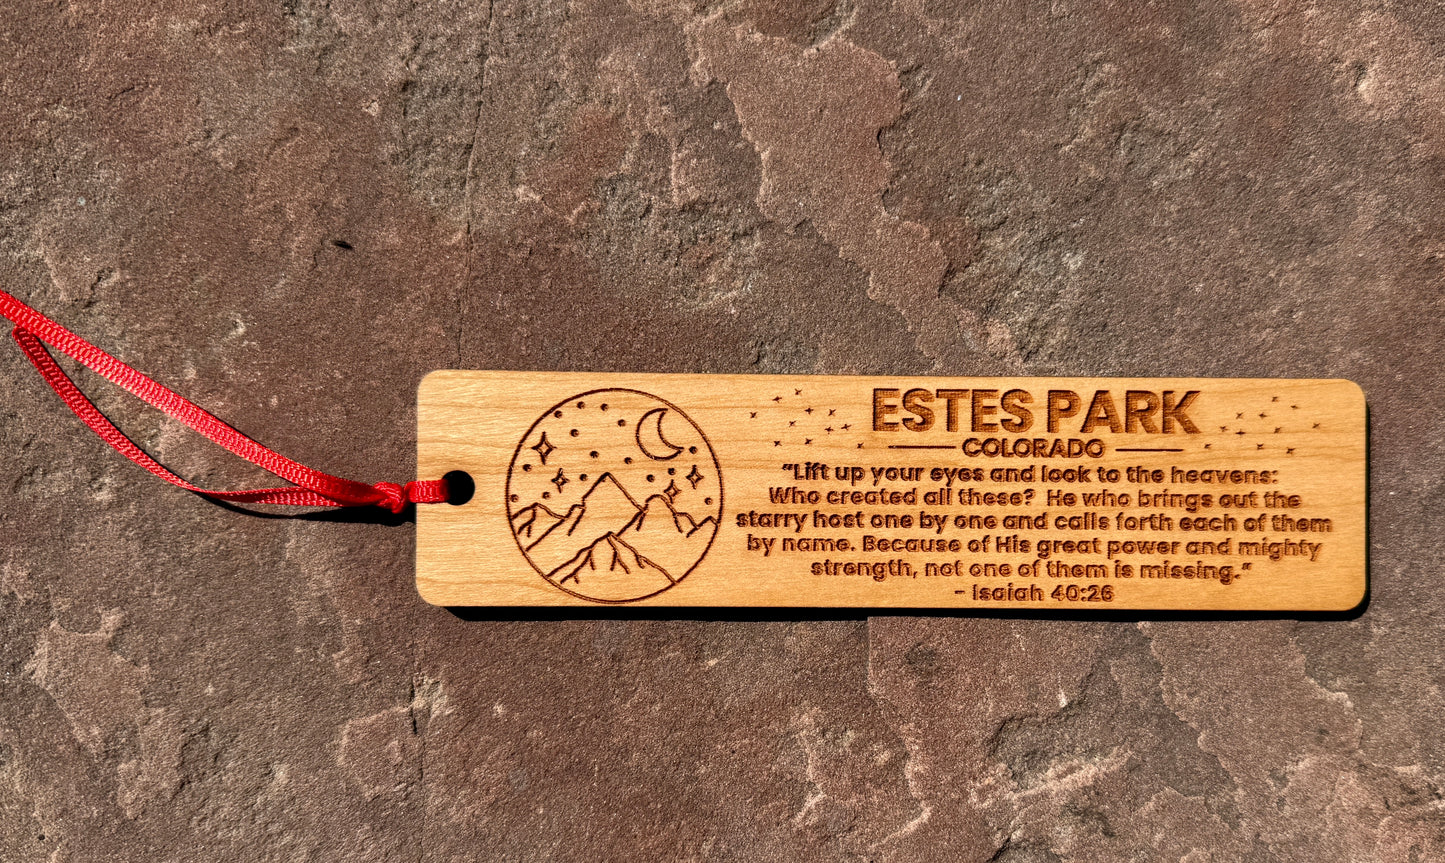 ESTES PARK
COLORADO
"Lift up your eyes and look to the heavens:
Who created all these? He who brings out the
starry host one by one and calls forth each of them
by name. Because of His great power and mighty
strength, not one of them is missing."
- Isaiah 40:26